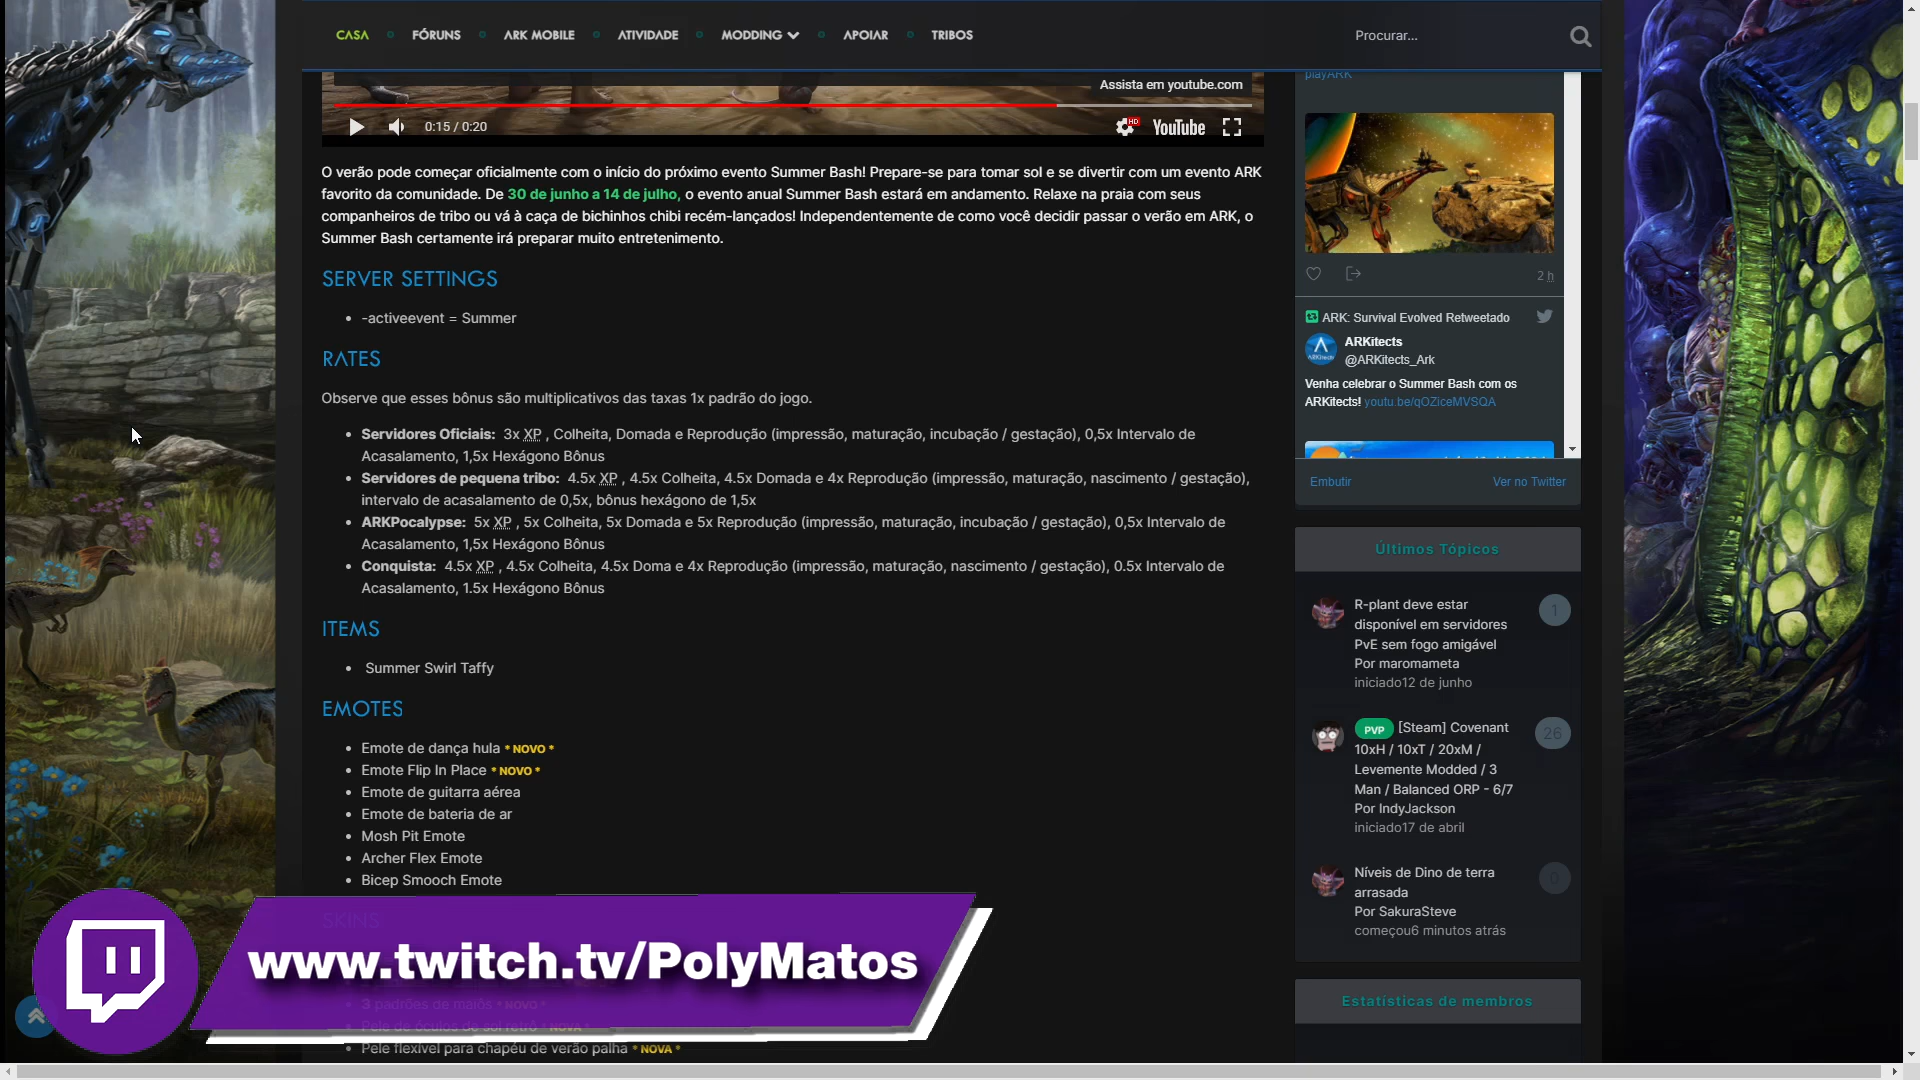 CASA
FÓRUNS
ARK MOBILE
ATIVIDADE
MODDING
APOIAR
TRIBOS
Procurar...
Assista em youtube.com
0:15 / 0:20
HD
YouTube
O verão pode começar oficialmente com o início do próximo evento Summer Bash! Prepare-se para tomar sol e se divertir com um evento ARK
favorito da comunidade. De 30 de junho a 14 de julho, o evento anual Summer Bash estará em andamento. Relaxe na praia com seus
companheiros de tribo ou vá à caça de bichinhos chibi recém-lançados! Independentemente de como você decidir passar o verão em ARK, o
Summer Bash certamente irá preparar muito entretenimento.
SERVER SETTINGS
• -activeevent = Summer
RATES
Observe que esses bônus são multiplicativos das taxas 1x padrão do jogo.
• Servidores Oficiais: 3x XP , Colheita, Domada e Reprodução (impressão, maturação, incubação / gestação), 0,5x Intervalo de
Acasalamento, 1,5x Hexágono Bônus
• Servidores de pequena tribo: 4.5x XP , 4.5x Colheita, 4.5x Domada e 4x Reprodução (impressão, maturação, nascimento / gestação),
intervalo de acasalamento de 0,5x, bônus hexágono de 1,5x
• ARKPocalypse: 5x XP , 5x Colheita, 5x Domada e 5x Reprodução (impressão, maturação, incubação / gestação), 0,5x Intervalo de
Acasalamento, 1,5x Hexágono Bônus
• Conquista: 4.5x XP , 4.5x Colheita, 4.5x Doma e 4x Reprodução (impressão, maturação, nascimento / gestação), 0.5x Intervalo de
Acasalamento, 1.5x Hexágono Bônus
ITEMS
• Summer Swirl Taffy
EMOTES
• Emote de dança hula * NOVO *
• Emote Flip In Place * NOVO *
• Emote de guitarra aérea
• Emote de bateria de ar
• Mosh Pit Emote
• Archer Flex Emote
• Bicep Smooch Emote
SKINS
www.twitch.tv/PolyMatos
• 3 padrões de maiôs * NOVO *
• Pele de óculos de sol retrô * NOVA *
• Pele flexível para chapéu de verão palha * NOVA *
playARK
2 h
ARK: Survival Evolved Retweetado
ARKitects
@ARKitects_Ark
Venha celebrar o Summer Bash com os
ARKitects! youtu.be/qOZiceMVSQA
Embutir
Ver no Twitter
Últimos Tópicos
R-plant deve estar
disponível em servidores
PvE sem fogo amigável
Por maromameta
iniciado12 de junho
1
PVP [Steam] Covenant
10xH / 10xT / 20xM /
Levemente Modded / 3
Man / Balanced ORP - 6/7
Por IndyJackson
iniciado17 de abril
26
Níveis de Dino de terra
arrasada
Por SakuraSteve
começou6 minutos atrás
0
Estatísticas de membros